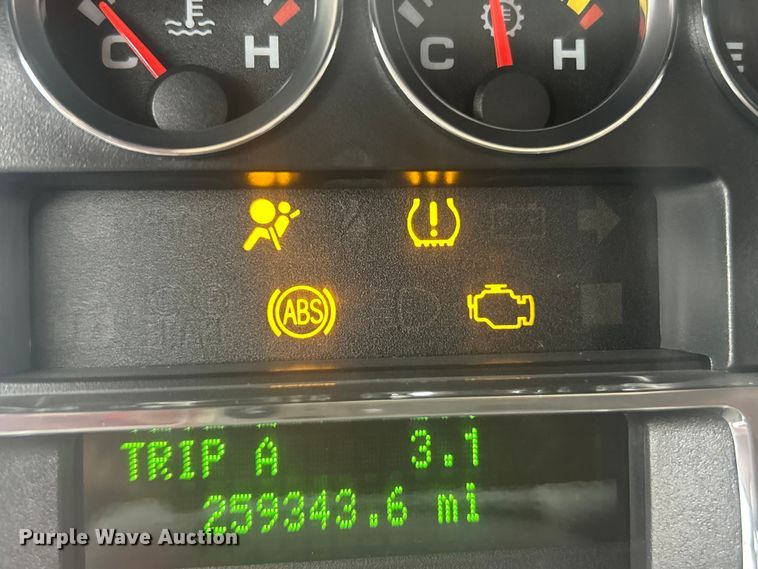 C H
C H
E
ABS
TRIP A 3.1
259343.6 mi
Purple Wave Auction